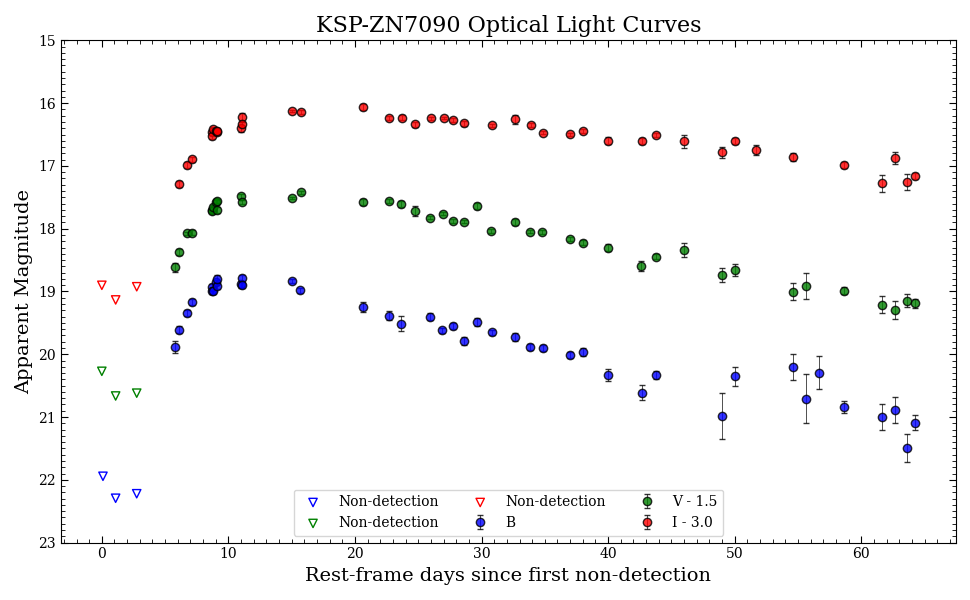 KSP-ZN7090 Optical Light Curves
15
16
17
18
19
20
21
22
23
Apparent Magnitude
Non-detection Non-detection V - 1.5
Non-detection B I - 3.0
0 10 20 30 40 50 60
Rest-frame days since first non-detection